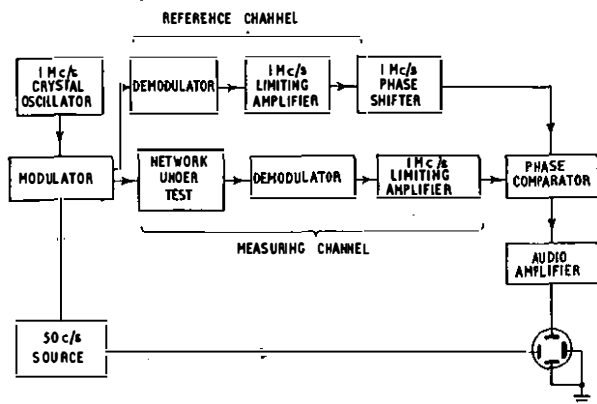 REFERENCE CHANNEL
1 Mc/s
CRYSTAL
OSCILLATOR
DEMODULATOR
1 Mc/s
LIMITING
AMPLIFIER
1 Mc/s
PHASE
SHIFTER
MODULATOR
NETWORK
UNDER
TEST
DEMODULATOR
1 Mc/s
LIMITING
AMPLIFIER
PHASE
COMPARATOR
MEASURING CHANNEL
AUDIO
AMPLIFIER
50 c/s
SOURCE